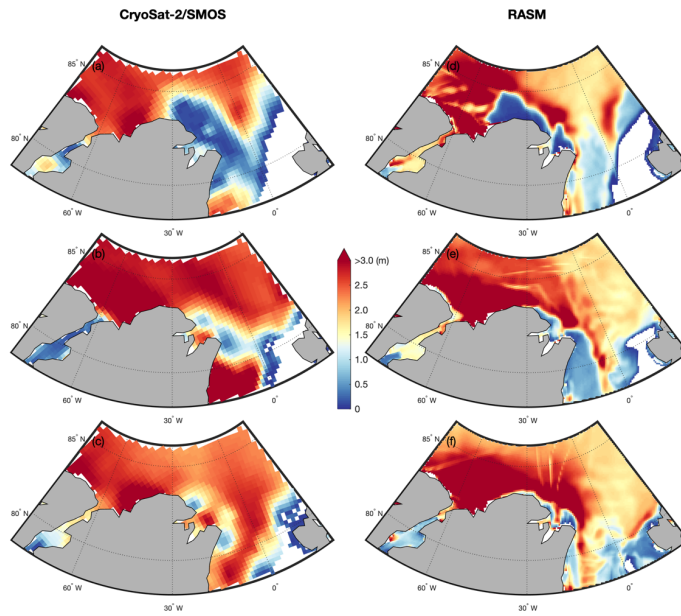 CryoSat-2/SMOS
RASM
(a)
85° N
80° N
60° W
30° W
0°
(d)
85° N
80° N
60° W
30° W
0°
(b)
85° N
80° N
60° W
30° W
0°
>3.0 (m)
2.5
2.0
1.5
1.0
0.5
0
(e)
85° N
80° N
60° W
30° W
0°
(c)
85° N
80° N
60° W
30° W
0°
(f)
85° N
80° N
60° W
30° W
0°